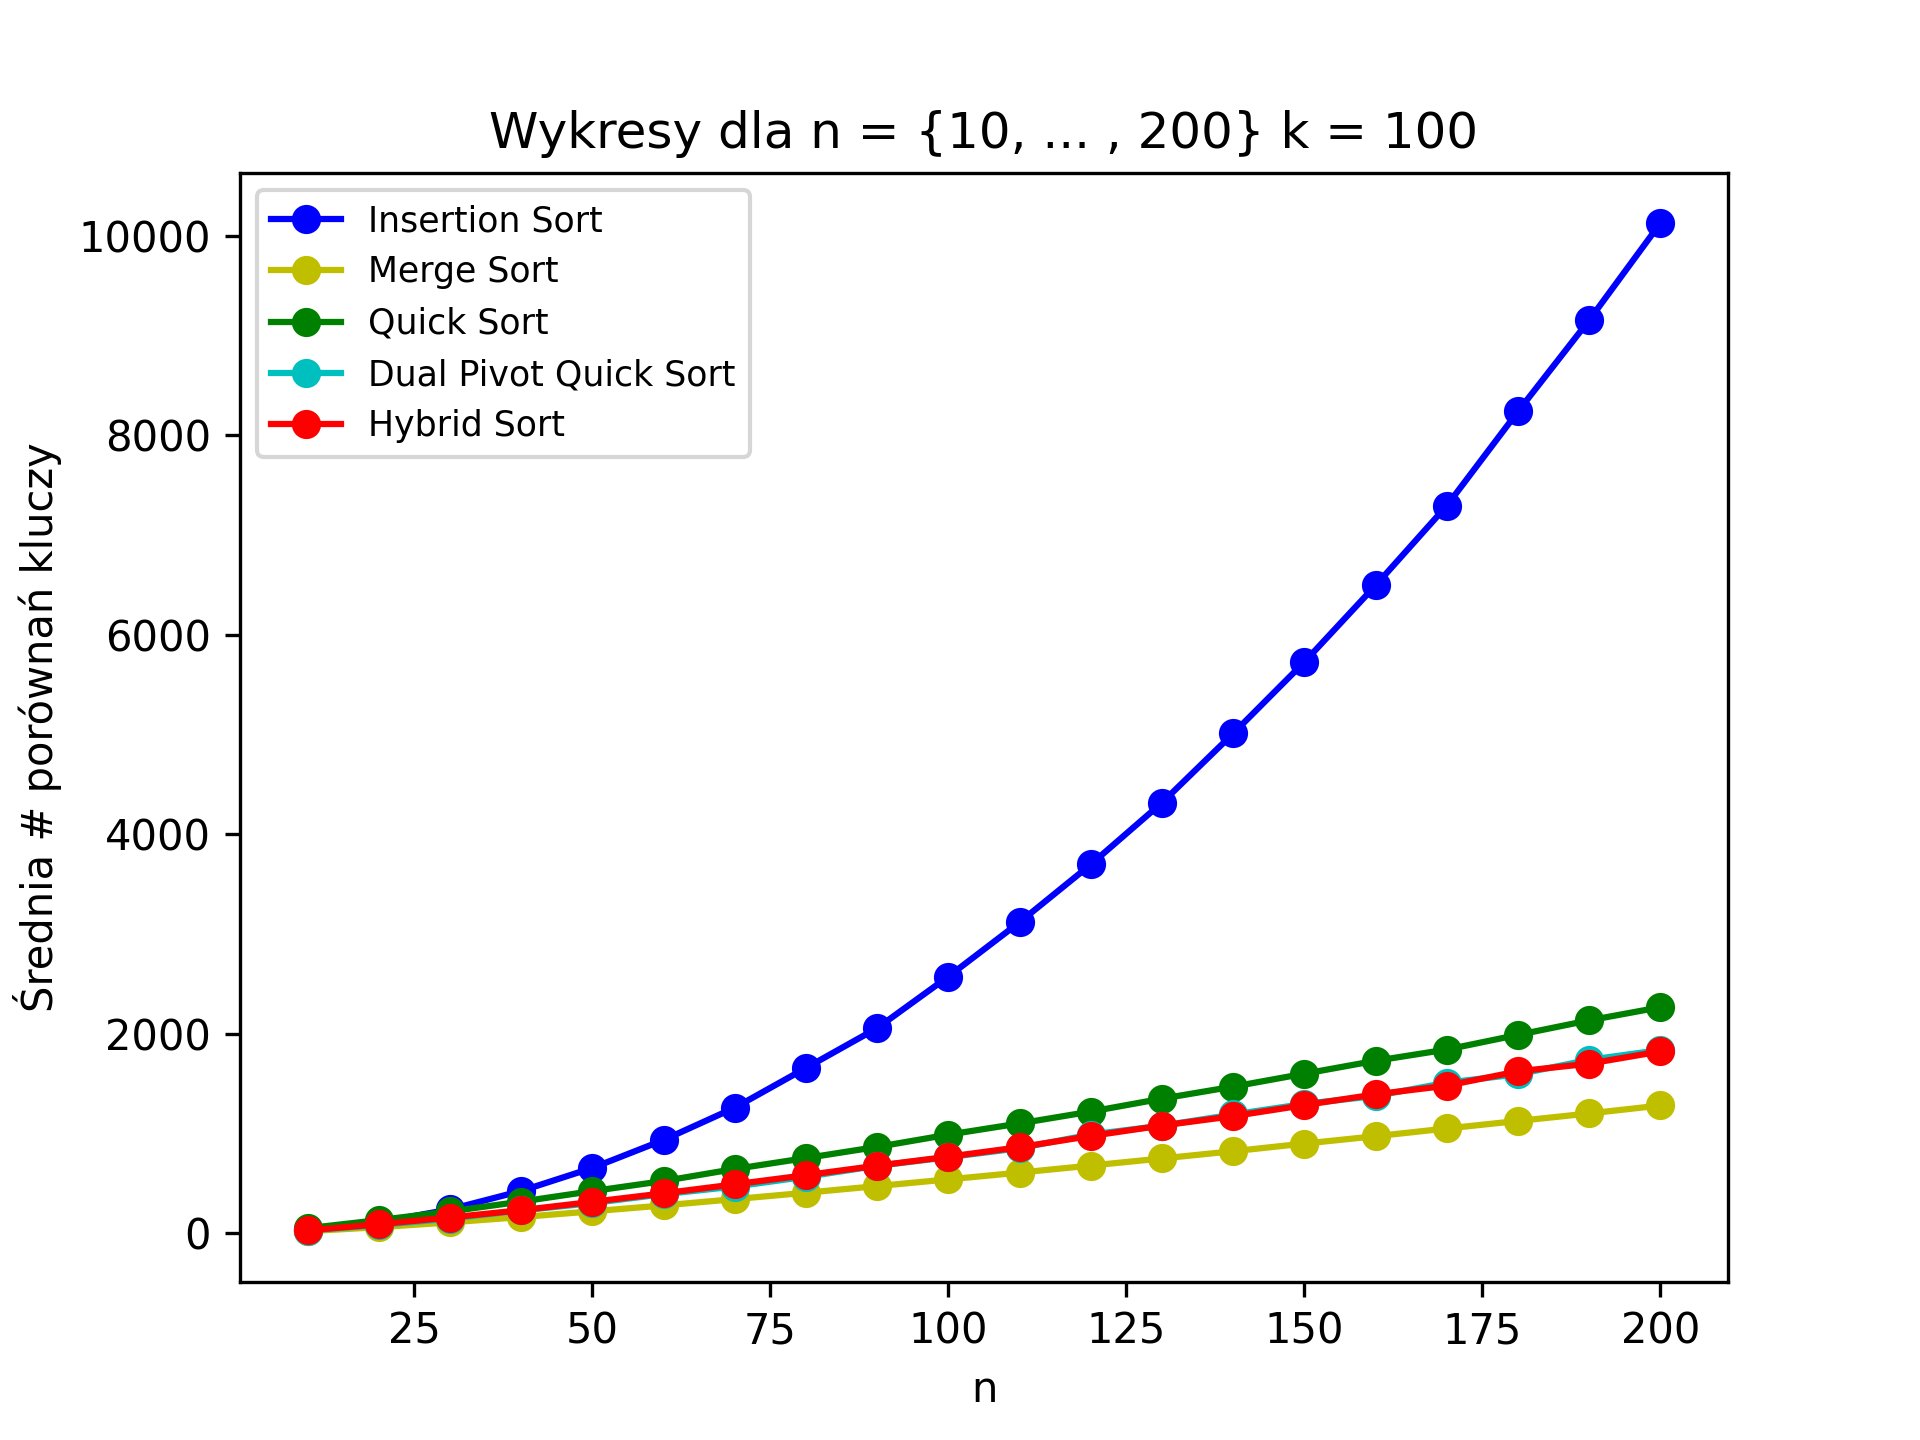 Wykresy dla n = {10, ... , 200} k = 100
Insertion Sort
Merge Sort
Quick Sort
Dual Pivot Quick Sort
Hybrid Sort
Średnia # porównań kluczy
10000
8000
6000
4000
2000
0
25 50 75 100 125 150 175 200
n